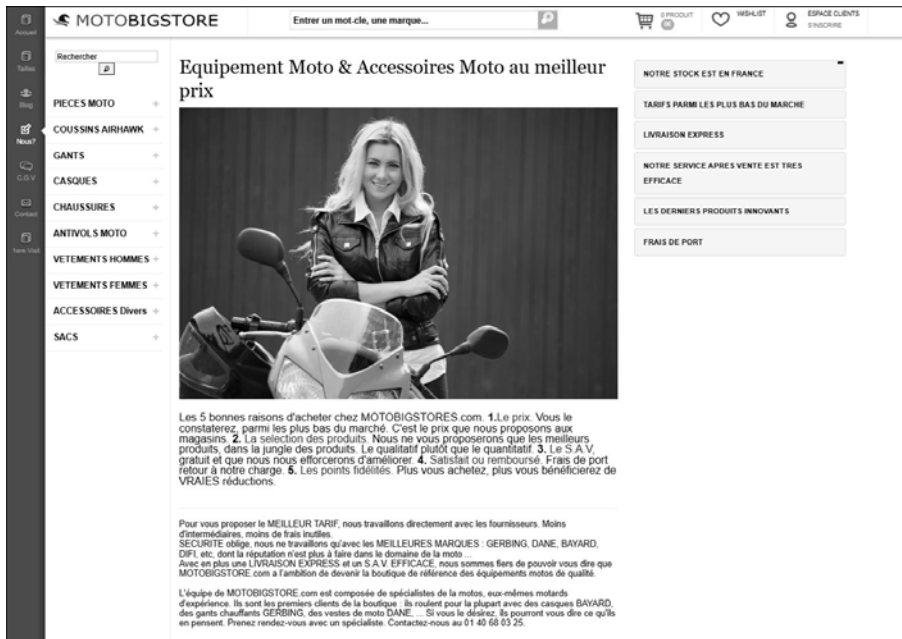 MOTOBIGSTORE
Entrer un mot-cle, une marque...
0 PRODUIT
0€
WISHLIST
ESPACE CLIENTS
S'INSCRIRE
Accueil
Tailles
Blog
Nous?
C.G.V
Contact
Rechercher
PIECES MOTO
COUSSINS AIRHAWK
GANTS
CASQUES
CHAUSSURES
ANTIVOLS MOTO
VETEMENTS HOMMES
VETEMENTS FEMMES
ACCESSOIRES Divers
SACS
Equipement Moto & Accessoires Moto au meilleur
prix
Les 5 bonnes raisons d'acheter chez MOTOBIGSTORES.com. 1.Le prix. Vous le
constaterez, parmi les plus bas du marché. C'est le prix que nous proposons aux
magasins. 2. La selection des produits. Nous ne vous proposerons que les meilleurs
produits, dans la jungle des produits. Le qualitatif plutôt que le quantitatif. 3. Le S.A.V,
gratuit et que nous nous efforcerons d'améliorer. 4. Satisfait ou remboursé. Frais de port
retour à notre charge. 5. Les points fidélités. Plus vous achetez, plus vous bénéficierez de
VRAIES réductions.
Pour vous proposer le MEILLEUR TARIF, nous travaillons directement avec les fournisseurs. Moins
d'intermédiaires, moins de frais inutiles.
SECURITE oblige, nous ne travaillons qu'avec les MEILLEURES MARQUES : GERBING, DANE, BAYARD,
DIFI, etc, dont la réputation n'est plus à faire dans le domaine de la moto ...
Avec en plus une LIVRAISON EXPRESS et un S.A.V. EFFICACE, nous sommes fiers de pouvoir vous dire que
MOTOBIGSTORE.com a l'ambition de devenir la boutique de référence des équipements motos de qualité.
L'équipe de MOTOBIGSTORE.com est composée de spécialistes de la motos, eux-mêmes motards
d'expérience. Ils sont les premiers clients de la boutique : ils roulent pour la plupart avec des casques BAYARD,
des gants chauffants GERBING, des vestes de moto DANE, ... Si vous le désirez, ils pourront vous dire ce qu'ils
en pensent. Prenez rendez-vous avec un spécialiste. Contactez-nous au 01 40 68 03 25.
NOTRE STOCK EST EN FRANCE
TARIFS PARMI LES PLUS BAS DU MARCHE
LIVRAISON EXPRESS
NOTRE SERVICE APRES VENTE EST TRES
EFFICACE
LES DERNIERS PRODUITS INNOVANTS
FRAIS DE PORT